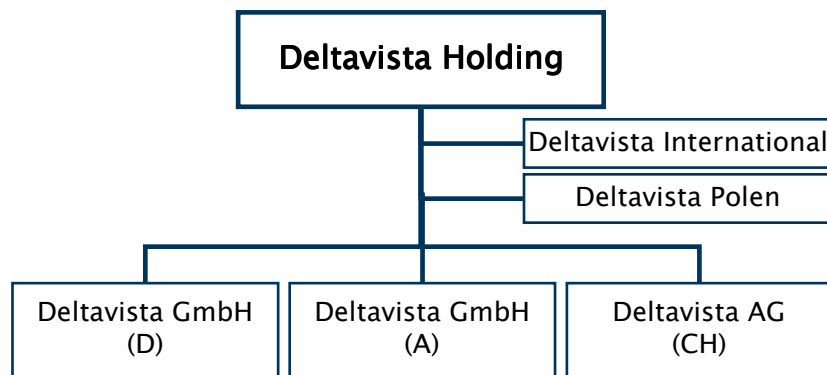 Deltavista Holding
Deltavista International
Deltavista Polen
Deltavista GmbH
(D)
Deltavista GmbH
(A)
Deltavista AG
(CH)